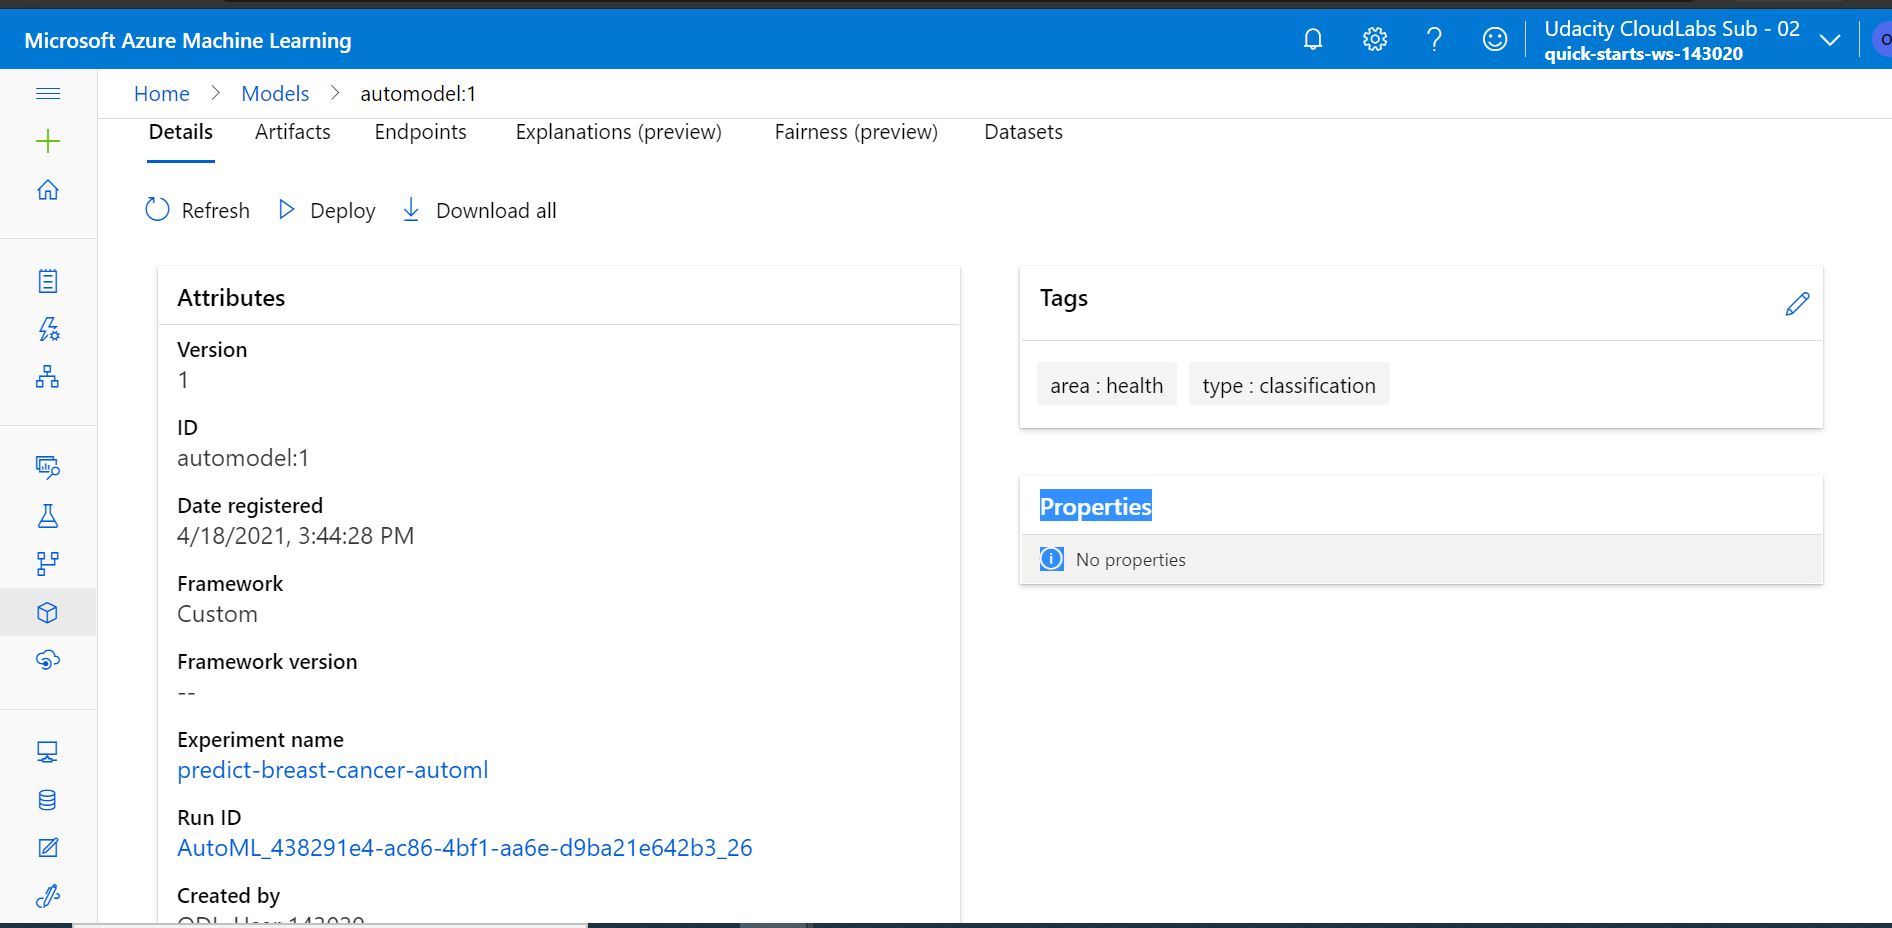 Microsoft Azure Machine Learning
Udacity CloudLabs Sub - 02
quick-starts-ws-143020
Home > Models > automodel:1
Details Artifacts Endpoints Explanations (preview) Fairness (preview) Datasets
Refresh Deploy Download all
Attributes
Version
1
ID
automodel:1
Date registered
4/18/2021, 3:44:28 PM
Framework
Custom
Framework version
--
Experiment name
predict-breast-cancer-automl
Run ID
AutoML_438291e4-ac86-4bf1-aa6e-d9ba21e642b3_26
Created by
Tags
area : health type : classification
Properties
No properties